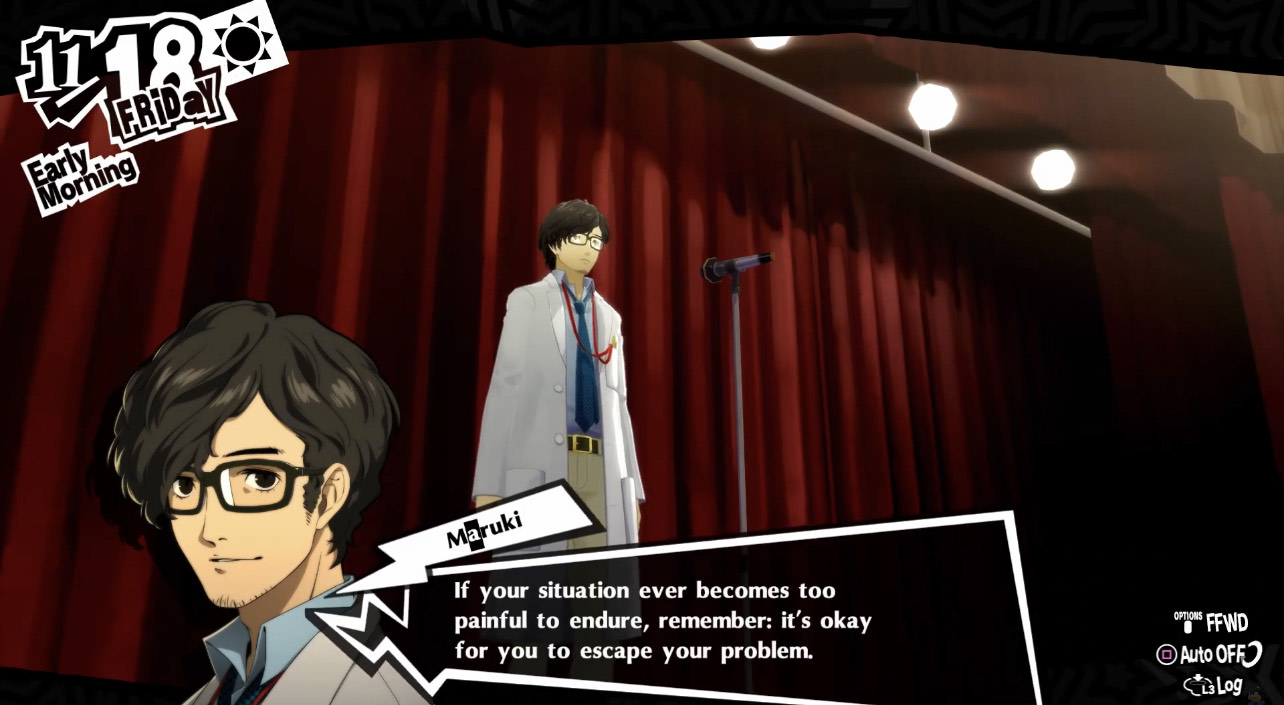 11/18
FRiDaY
Early
Morning
Maruki
If your situation ever becomes too
painful to endure, remember: it's okay
for you to escape your problem.
OPTIONS FFWD
Auto OFF
L3 Log